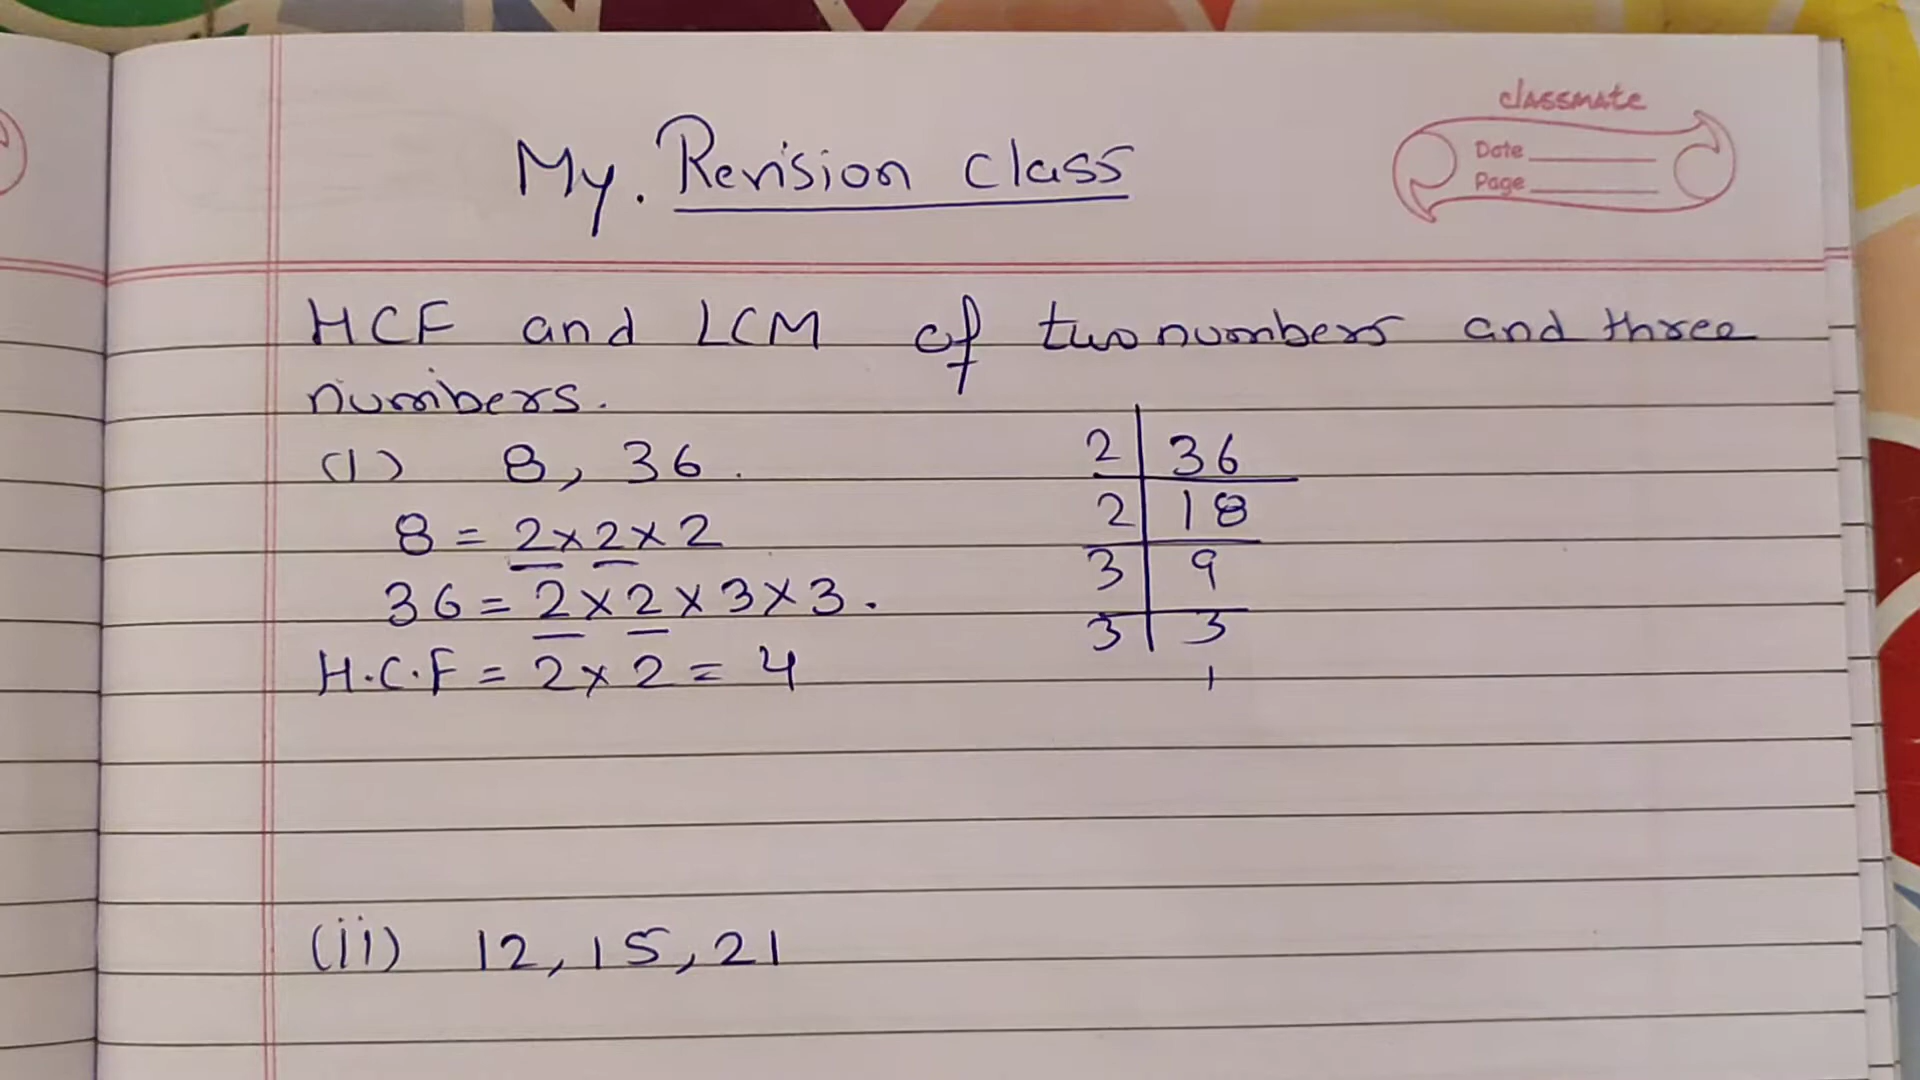 classmate
Date
Page
My. Revision class
HCF and LCM of two numbers and three
numbers.
(1) 8, 36.
8 = 2×2×2
36 = 2×2×3×3.
H.C.F = 2×2 = 4
2 | 36
2 | 18
3 | 9
3 | 3
1
(ii) 12, 15, 21